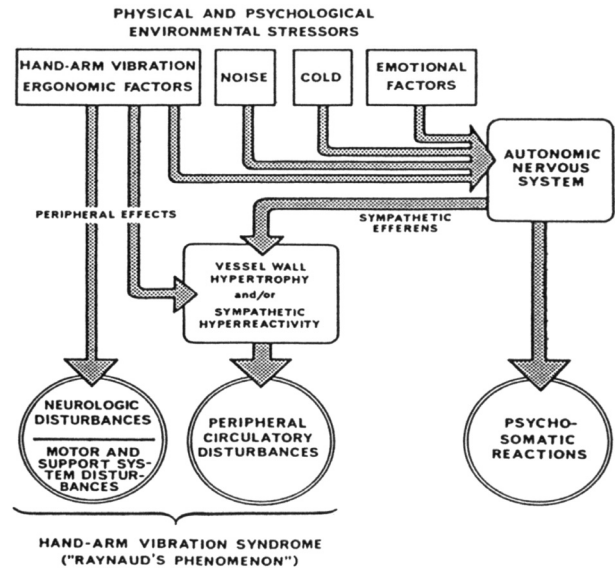 PHYSICAL AND PSYCHOLOGICAL
ENVIRONMENTAL STRESSORS
HAND-ARM VIBRATION
ERGONOMIC FACTORS
NOISE
COLD
EMOTIONAL
FACTORS
AUTONOMIC
NERVOUS
SYSTEM
PERIPHERAL EFFECTS
SYMPATHETIC
EFFERENS
VESSEL WALL
HYPERTROPHY
and/or
SYMPATHETIC
HYPERREACTIVITY
NEUROLOGIC
DISTURBANCES
MOTOR AND
SUPPORT SYS-
TEM DISTUR-
BANCES
PERIPHERAL
CIRCULATORY
DISTURBANCES
PSYCHO-
SOMATIC
REACTIONS
HAND-ARM VIBRATION SYNDROME
("RAYNAUD'S PHENOMENON")